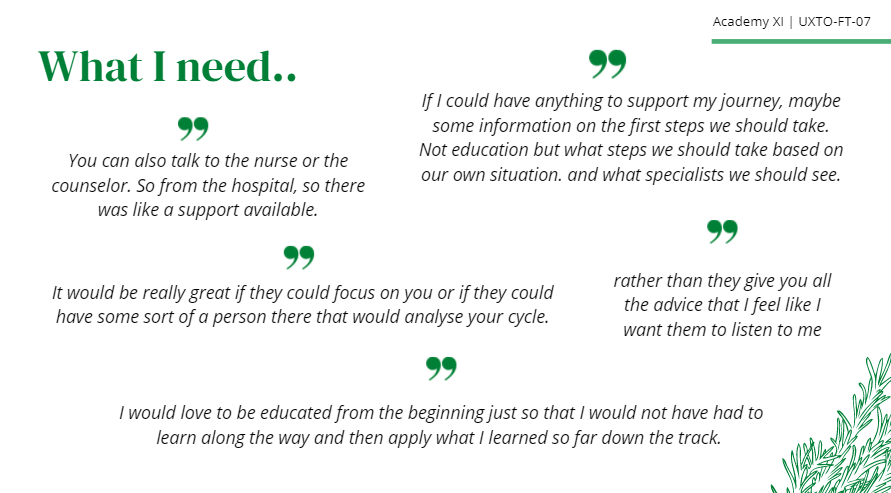 Academy XI | UXTO-FT-07
What I need..
You can also talk to the nurse or the
counselor. So from the hospital, so there
was like a support available.
If I could have anything to support my journey, maybe
some information on the first steps we should take.
Not education but what steps we should take based on
our own situation. and what specialists we should see.
It would be really great if they could focus on you or if they could
have some sort of a person there that would analyse your cycle.
rather than they give you all
the advice that I feel like I
want them to listen to me
I would love to be educated from the beginning just so that I would not have had to
learn along the way and then apply what I learned so far down the track.